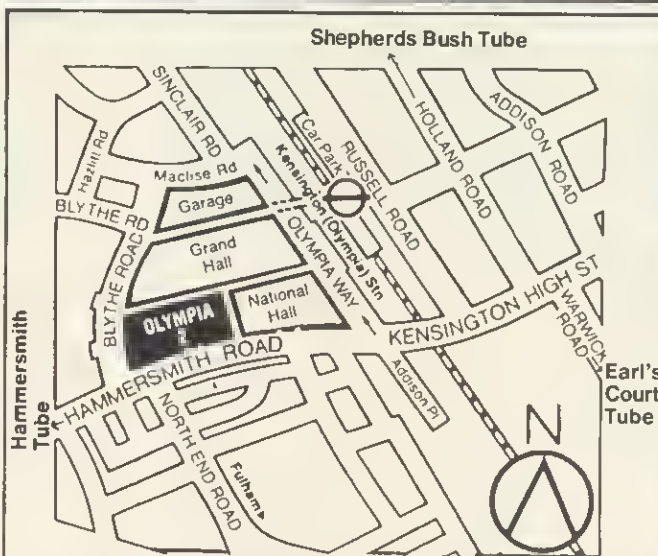 Shepherds Bush Tube
SINCLAIR RD
Car Park
RUSSELL ROAD
HOLLAND ROAD
ADDISON ROAD
Hazlitt Rd
Maclise Rd
Kensington (Olympia) Stn
Garage
BLYTHE RD
BLYTHE ROAD
Grand
Hall
OLYMPIA WAY
OLYMPIA
2
National
Hall
KENSINGTON HIGH ST
WARWICK
ROAD
HAMMERSMITH ROAD
Addison Pl
Earl's
Court
Tube
Hammersmith
Tube
NORTH END ROAD
Fulham
N